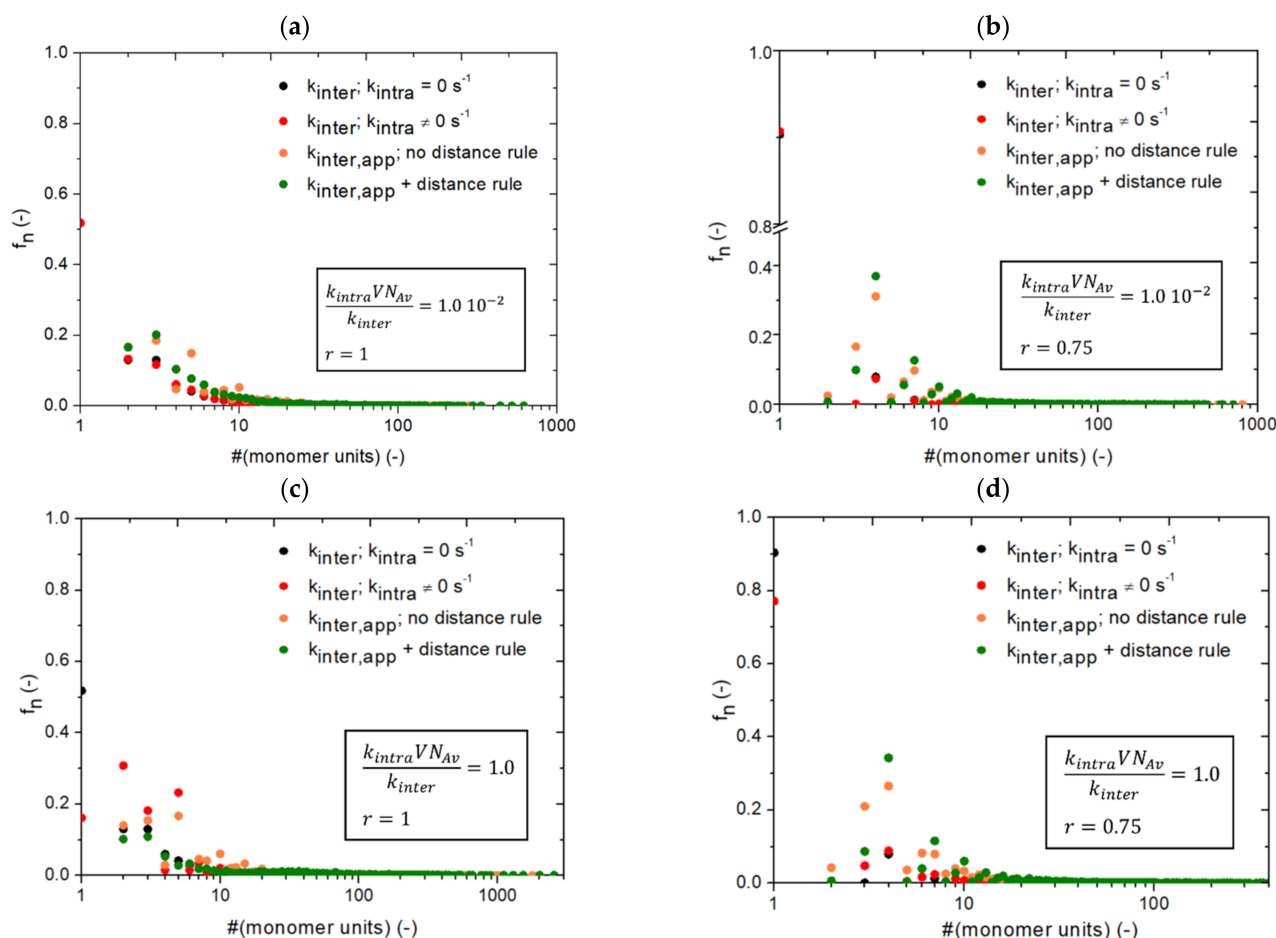 (a)
1.0
0.8
0.6
0.4
0.2
0.0
f_n (-)
k_inter; k_intra = 0 s^-1
k_inter; k_intra ≠ 0 s^-1
k_inter,app; no distance rule
k_inter,app + distance rule
k_intra VN_Av / k_inter = 1.0 10^−2
r = 1
1 10 100 1000
#(monomer units) (-)
(b)
1.0
0.8
0.4
0.2
0.0
f_n (-)
k_inter; k_intra = 0 s^-1
k_inter; k_intra ≠ 0 s^-1
k_inter,app; no distance rule
k_inter,app + distance rule
k_intra VN_Av / k_inter = 1.0 10^−2
r = 0.75
1 10 100 1000
#(monomer units) (-)
(c)
1.0
0.8
0.6
0.4
0.2
0.0
f_n (-)
k_inter; k_intra = 0 s^-1
k_inter; k_intra ≠ 0 s^-1
k_inter,app; no distance rule
k_inter,app + distance rule
k_intra VN_Av / k_inter = 1.0
r = 1
1 10 100 1000
#(monomer units) (-)
(d)
1.0
0.8
0.6
0.4
0.2
0.0
f_n (-)
k_inter; k_intra = 0 s^-1
k_inter; k_intra ≠ 0 s^-1
k_inter,app; no distance rule
k_inter,app + distance rule
k_intra VN_Av / k_inter = 1.0
r = 0.75
1 10 100
#(monomer units) (-)